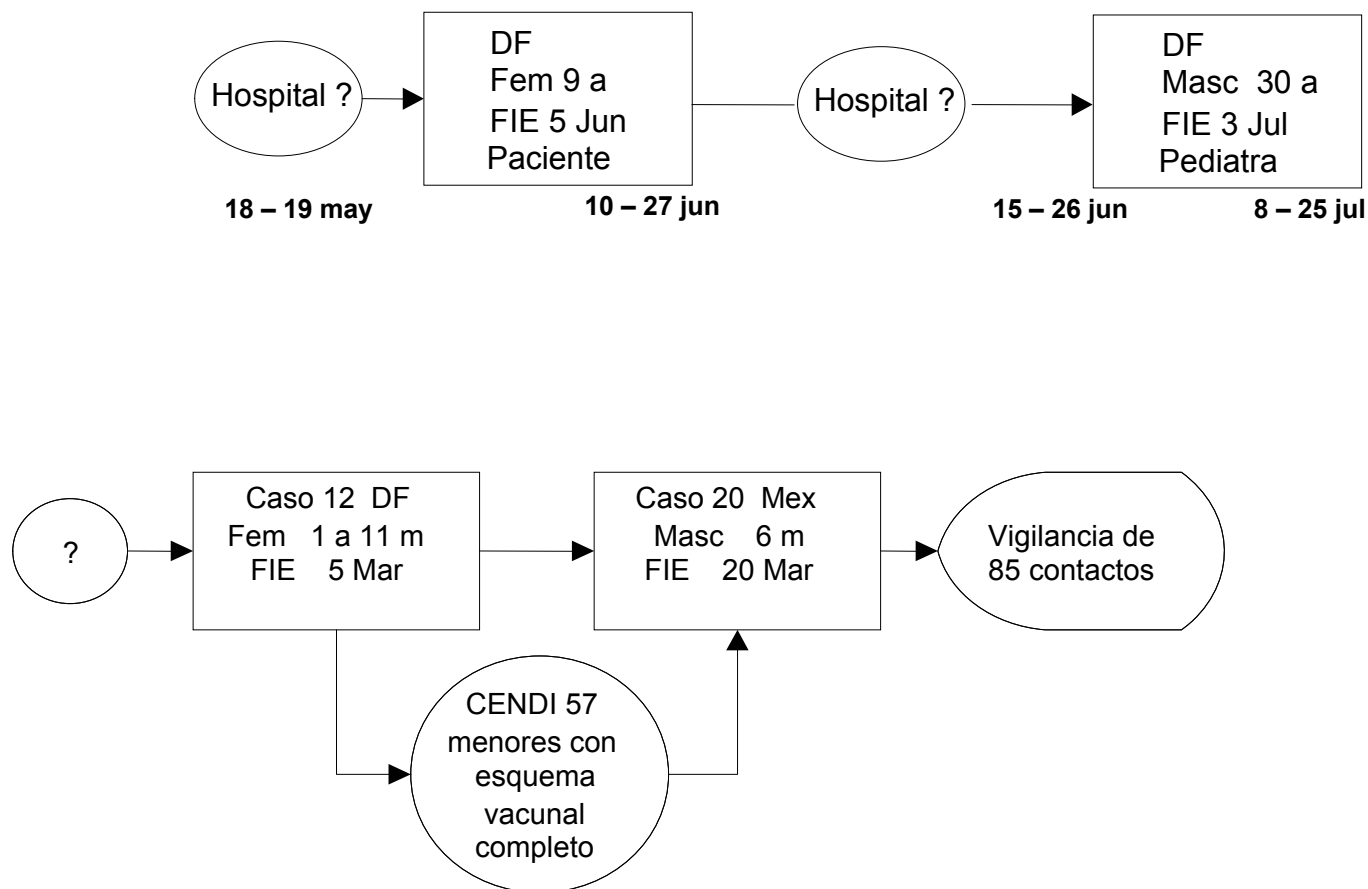 Hospital ?
DF
Fem 9 a
FIE 5 Jun
Paciente
Hospital ?
DF
Masc 30 a
FIE 3 Jul
Pediatra
18 – 19 may
10 – 27 jun
15 – 26 jun
8 – 25 jul
?
Caso 12 DF
Fem 1 a 11 m
FIE 5 Mar
Caso 20 Mex
Masc 6 m
FIE 20 Mar
Vigilancia de
85 contactos
CENDI 57
menores con
esquema
vacunal
completo